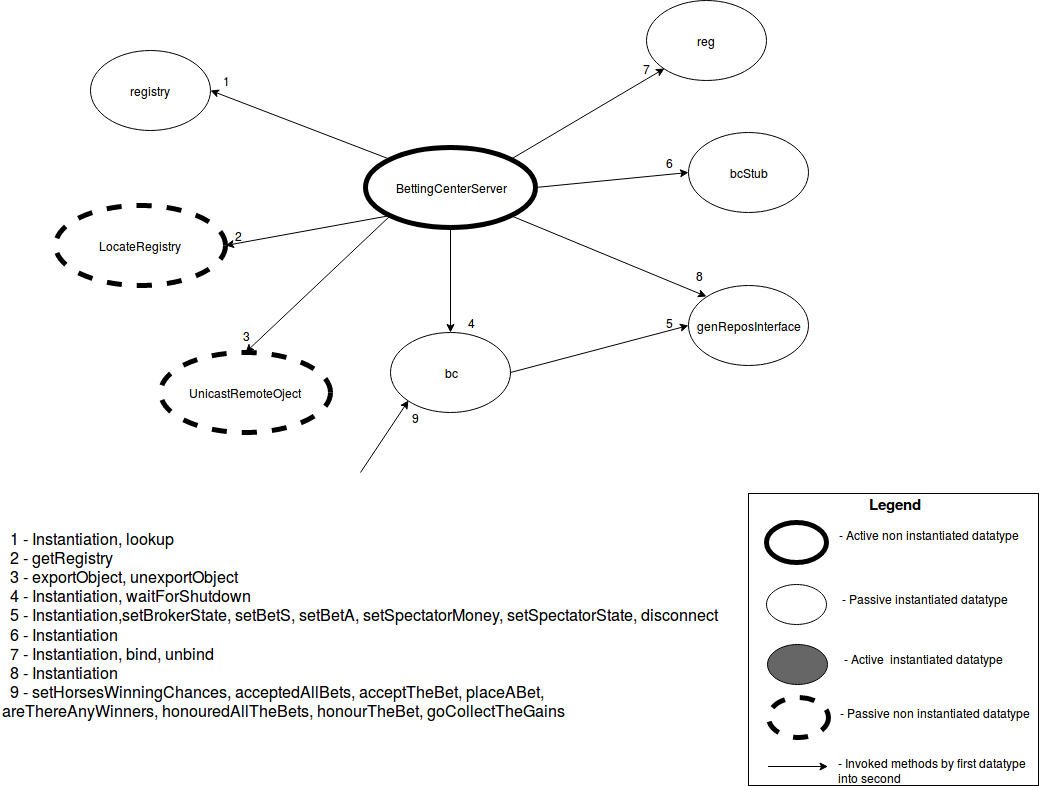 reg
7
1
registry
6
bcStub
BettingCenterServer
2
LocateRegistry
8
3
4
5
genReposInterface
bc
UnicastRemoteOject
9
1 - Instantiation, lookup
2 - getRegistry
3 - exportObject, unexportObject
4 - Instantiation, waitForShutdown
5 - Instantiation,setBrokerState, setBetS, setBetA, setSpectatorMoney, setSpectatorState, disconnect
6 - Instantiation
7 - Instantiation, bind, unbind
8 - Instantiation
9 - setHorsesWinningChances, acceptedAllBets, acceptTheBet, placeABet,
areThereAnyWinners, honouredAllTheBets, honourTheBet, goCollectTheGains
Legend
- Active non instantiated datatype
- Passive instantiated datatype
- Active instantiated datatype
- Passive non instantiated datatype
- Invoked methods by first datatype
into second